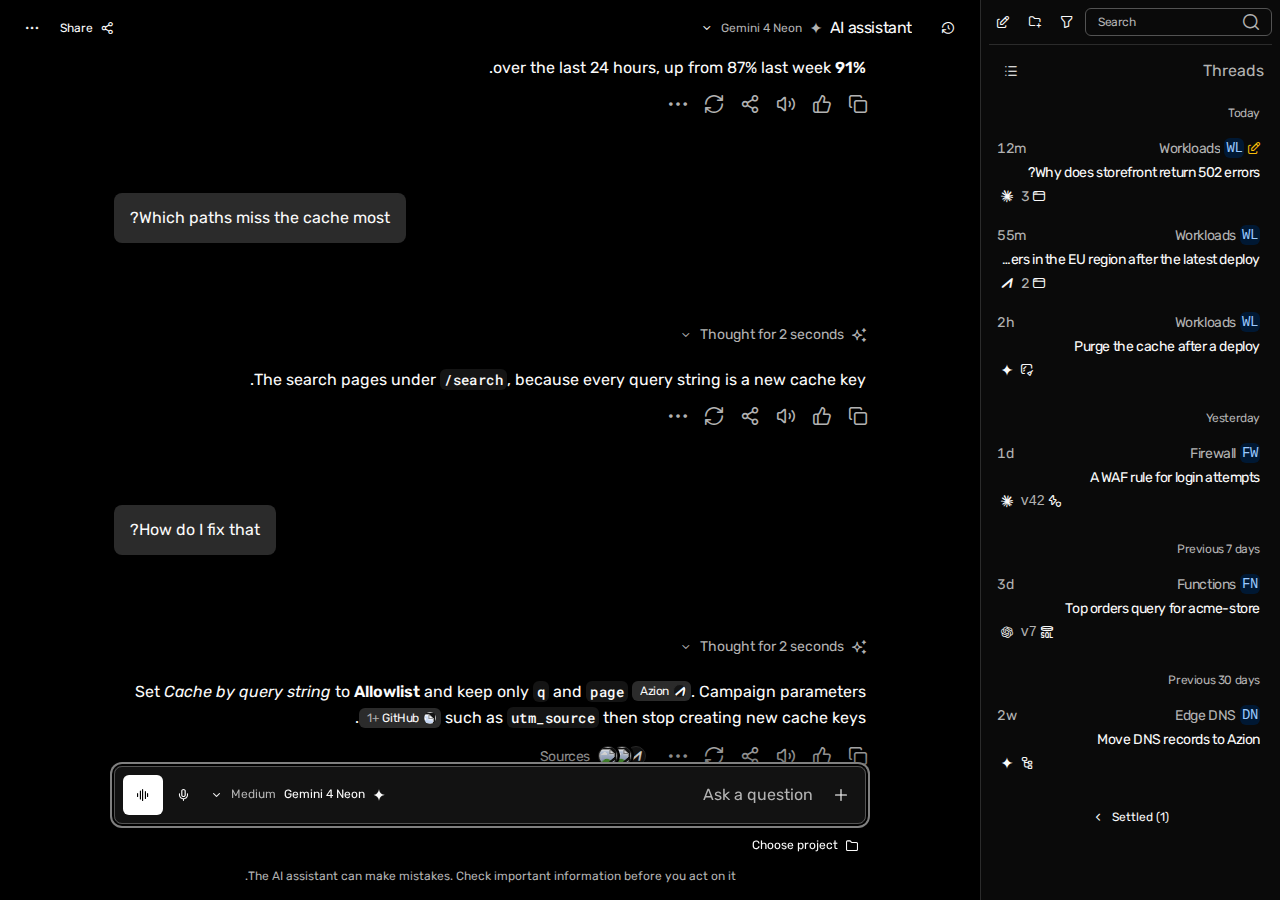 Search
Threads
Today
Workloads WL 12m
?Why does storefront return 502 errors
3
Workloads WL 55m
...ers in the EU region after the latest deploy
2
Workloads WL 2h
Purge the cache after a deploy
Yesterday
Firewall FW 1d
A WAF rule for login attempts
v42
Previous 7 days
Functions FN 3d
Top orders query for acme-store
v7
Previous 30 days
Edge DNS DN 2w
Move DNS records to Azion
Settled (1)
AI assistant Gemini 4 Neon
Share
.over the last 24 hours, up from 87% last week 91%
?Which paths miss the cache most
Thought for 2 seconds
.The search pages under /search, because every query string is a new cache key
?How do I fix that
Thought for 2 seconds
Set Cache by query string to Allowlist and keep only q and page Azion. Campaign parameters
.1+ GitHub such as utm_source then stop creating new cache keys
Sources
Ask a question
Medium Gemini 4 Neon
Choose project
.The AI assistant can make mistakes. Check important information before you act on it